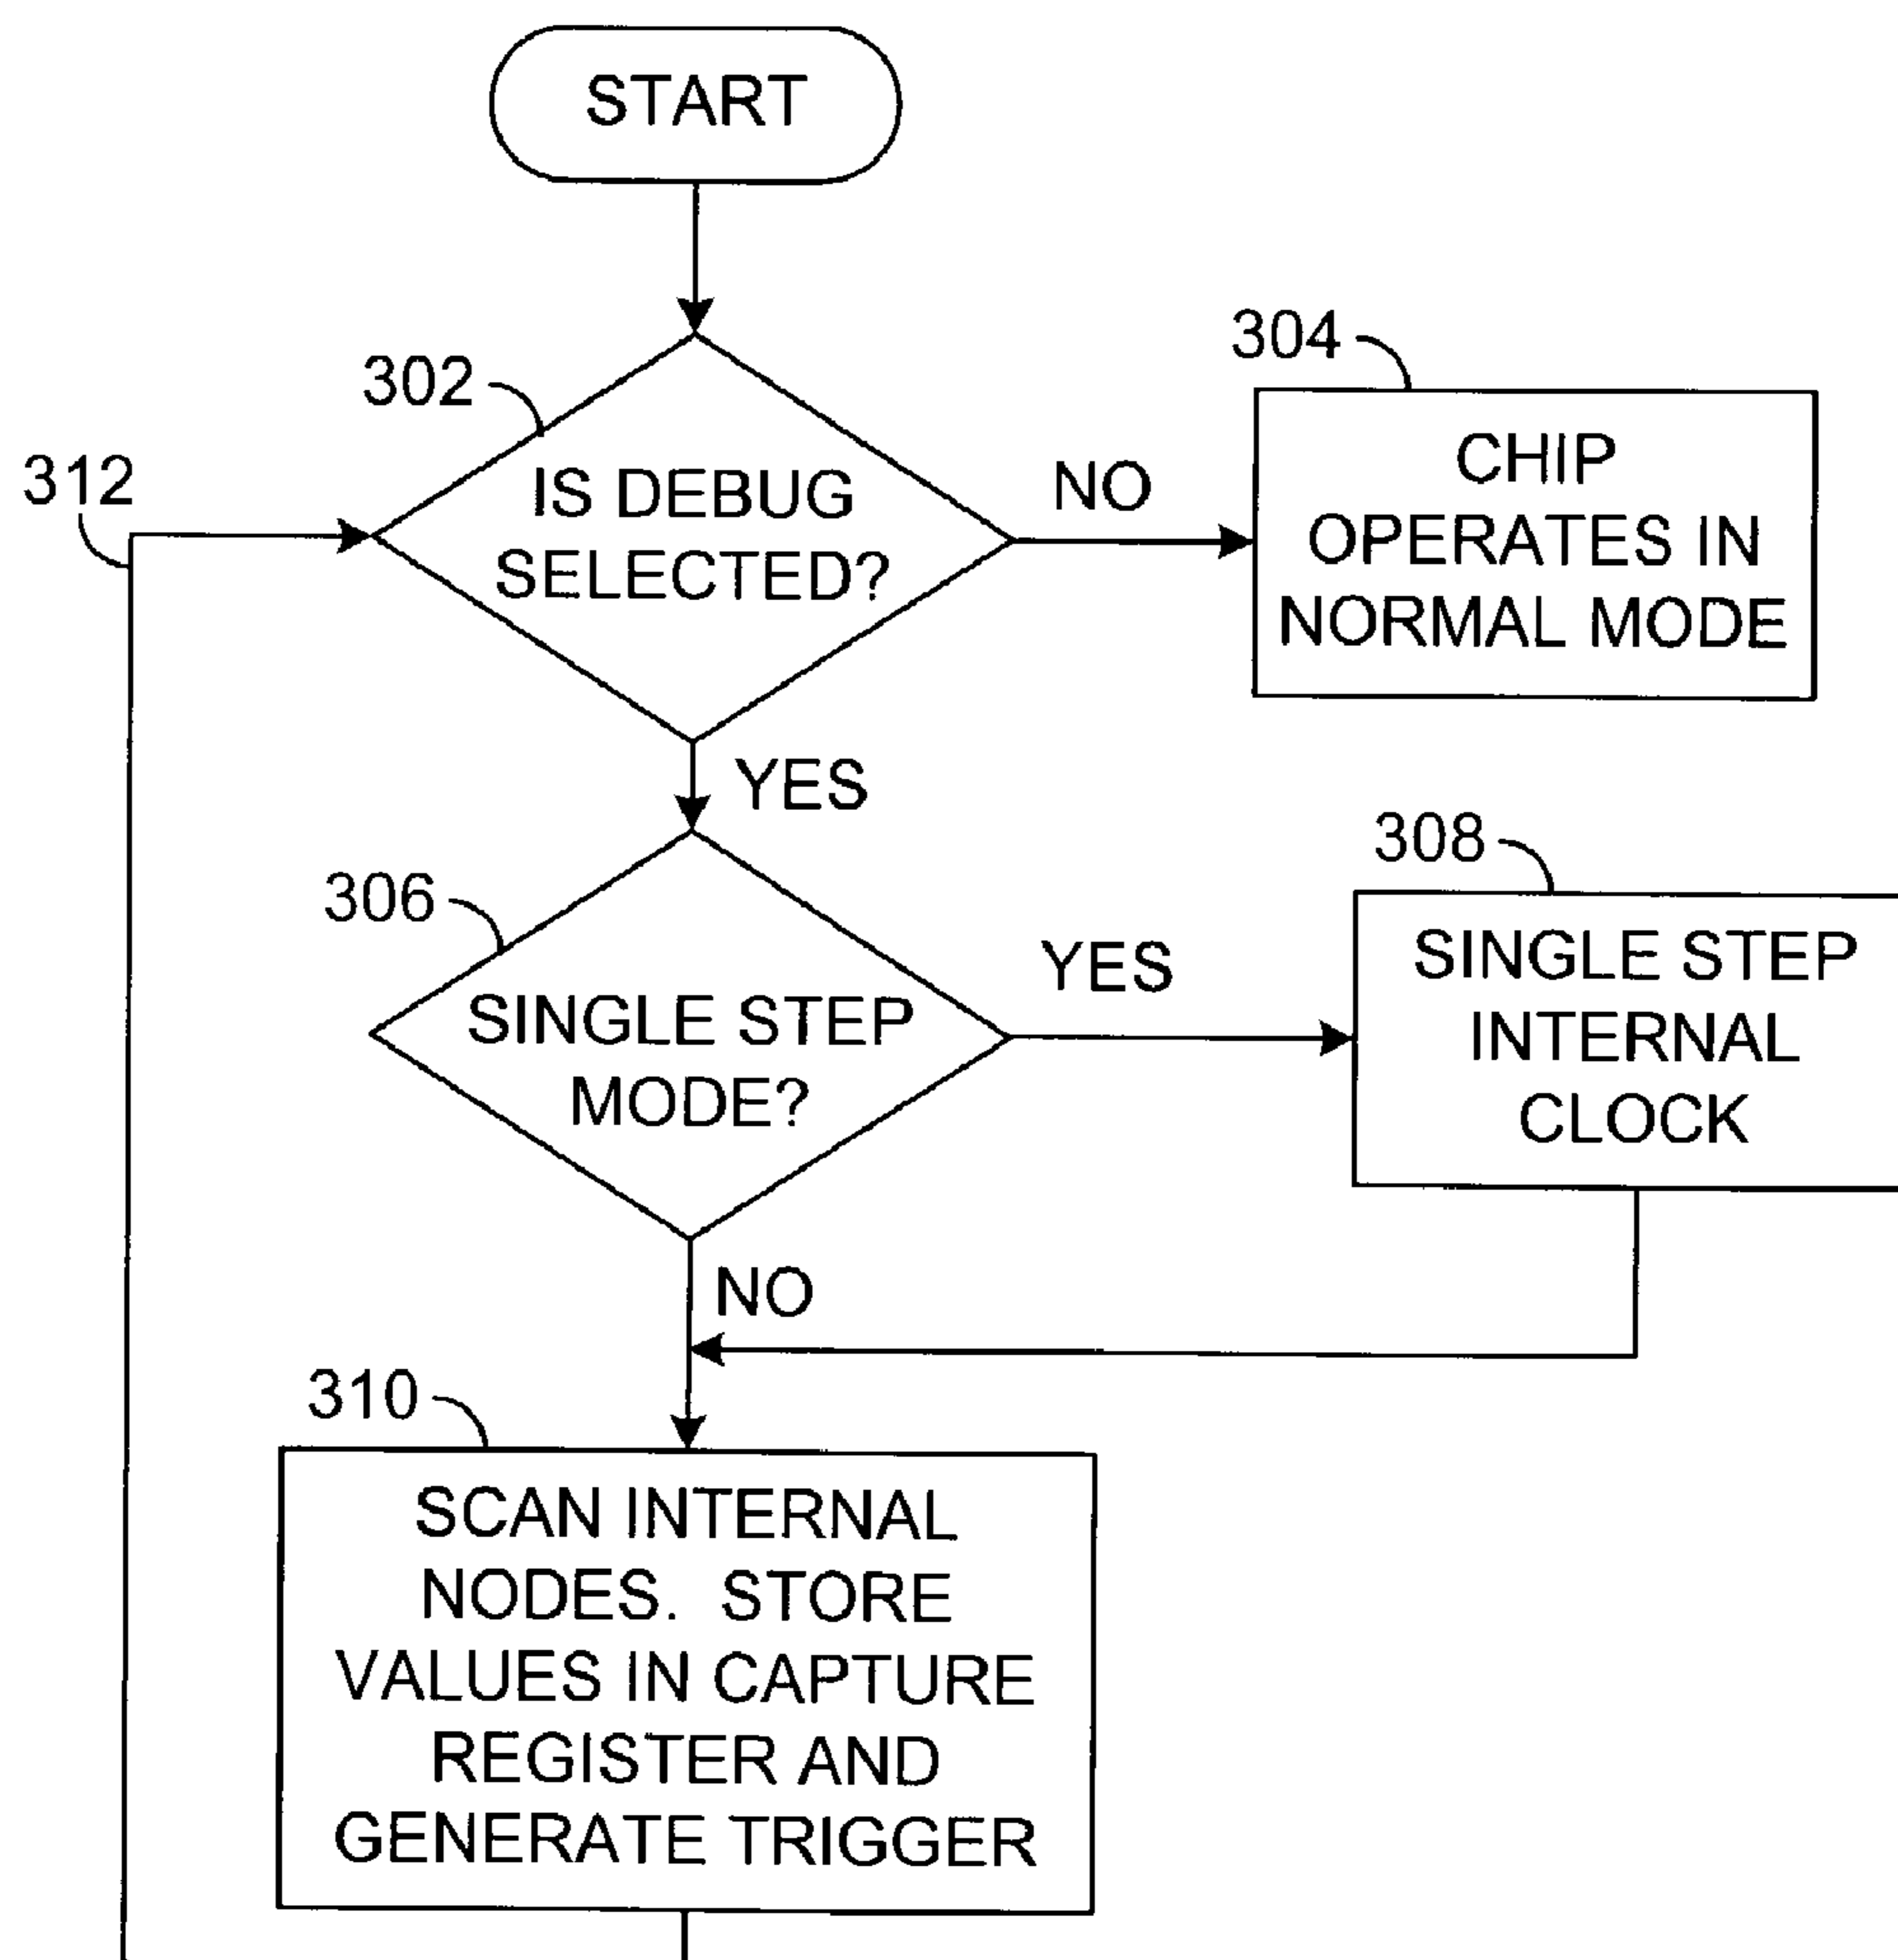 START
302
IS DEBUG
SELECTED?
312
NO
304
CHIP
OPERATES IN
NORMAL MODE
YES
306
SINGLE STEP
MODE?
YES
308
SINGLE STEP
INTERNAL
CLOCK
NO
310
SCAN INTERNAL
NODES. STORE
VALUES IN CAPTURE
REGISTER AND
GENERATE TRIGGER